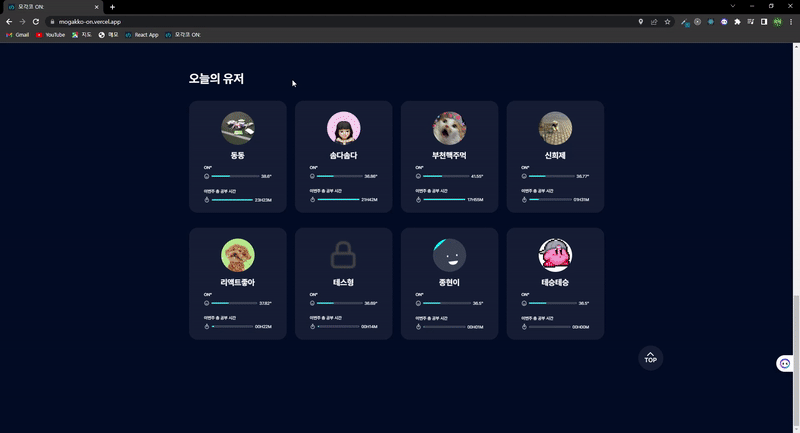 모각코 ON:
mogakko-on.vercel.app
Gmail YouTube 지도 메모 React App 모각코 ON:
오늘의 유저
동동 솜다솜다 부천핵주먹 신희제
ON° ON° ON° ON°
38.8° 36.88° 41.55° 36.77°
이번주 총 공부 시간 이번주 총 공부 시간 이번주 총 공부 시간 이번주 총 공부 시간
23H23M 21H42M 17H55M 01H31M
리액트좋아 테스형 종현이 태승태승
ON° ON° ON° ON°
37.82° 36.69° 36.5° 36.5°
이번주 총 공부 시간 이번주 총 공부 시간 이번주 총 공부 시간 이번주 총 공부 시간
00H22M 00H14M 00H01M 00H00M
TOP